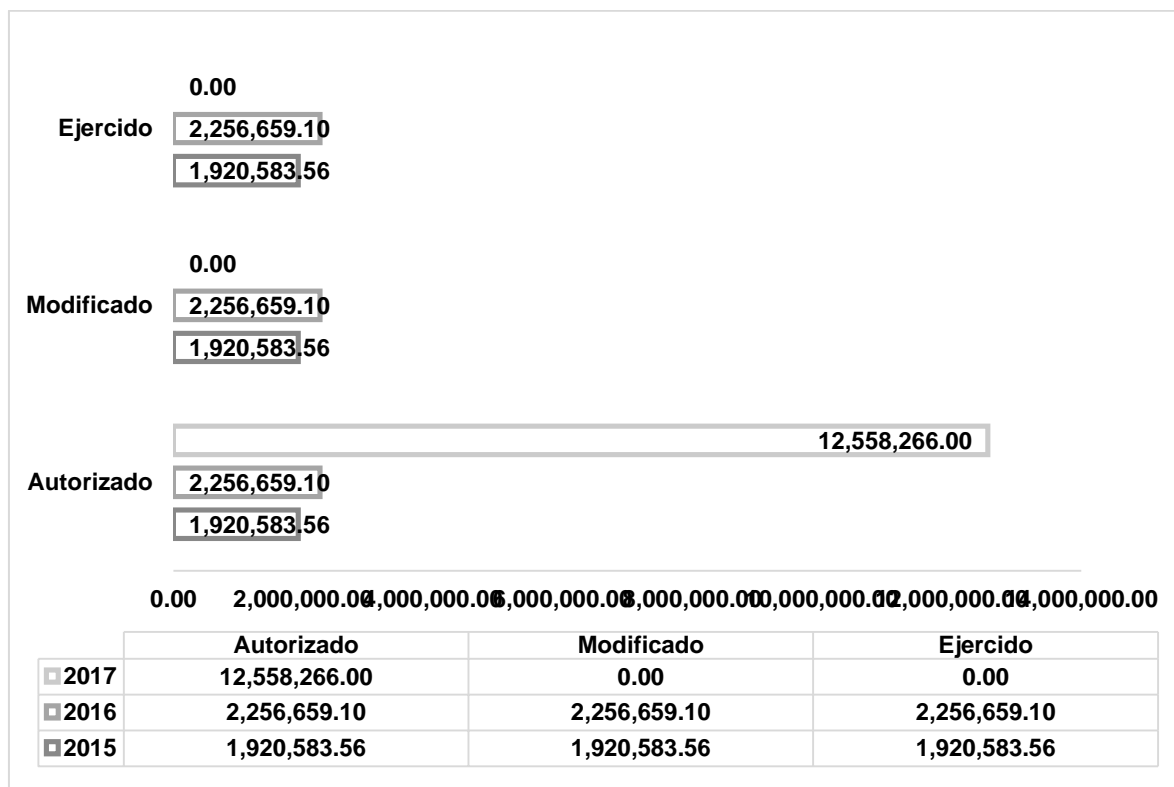 0.00
Ejercido 2,256,659.10
1,920,583.56
0.00
Modificado 2,256,659.10
1,920,583.56
12,558,266.00
Autorizado 2,256,659.10
1,920,583.56
0.00 2,000,000.00 4,000,000.00 6,000,000.00 8,000,000.00 10,000,000.00 12,000,000.00 14,000,000.00
Autorizado Modificado Ejercido
2017 12,558,266.00 0.00 0.00
2016 2,256,659.10 2,256,659.10 2,256,659.10
2015 1,920,583.56 1,920,583.56 1,920,583.56